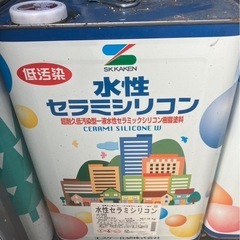 SK KAKEN
低汚染
水性
セラミシリコン
超耐久低汚染型一液水性セラミックシリコン樹脂塗料
CERAMI SILICONE W
水性セラミシリコン